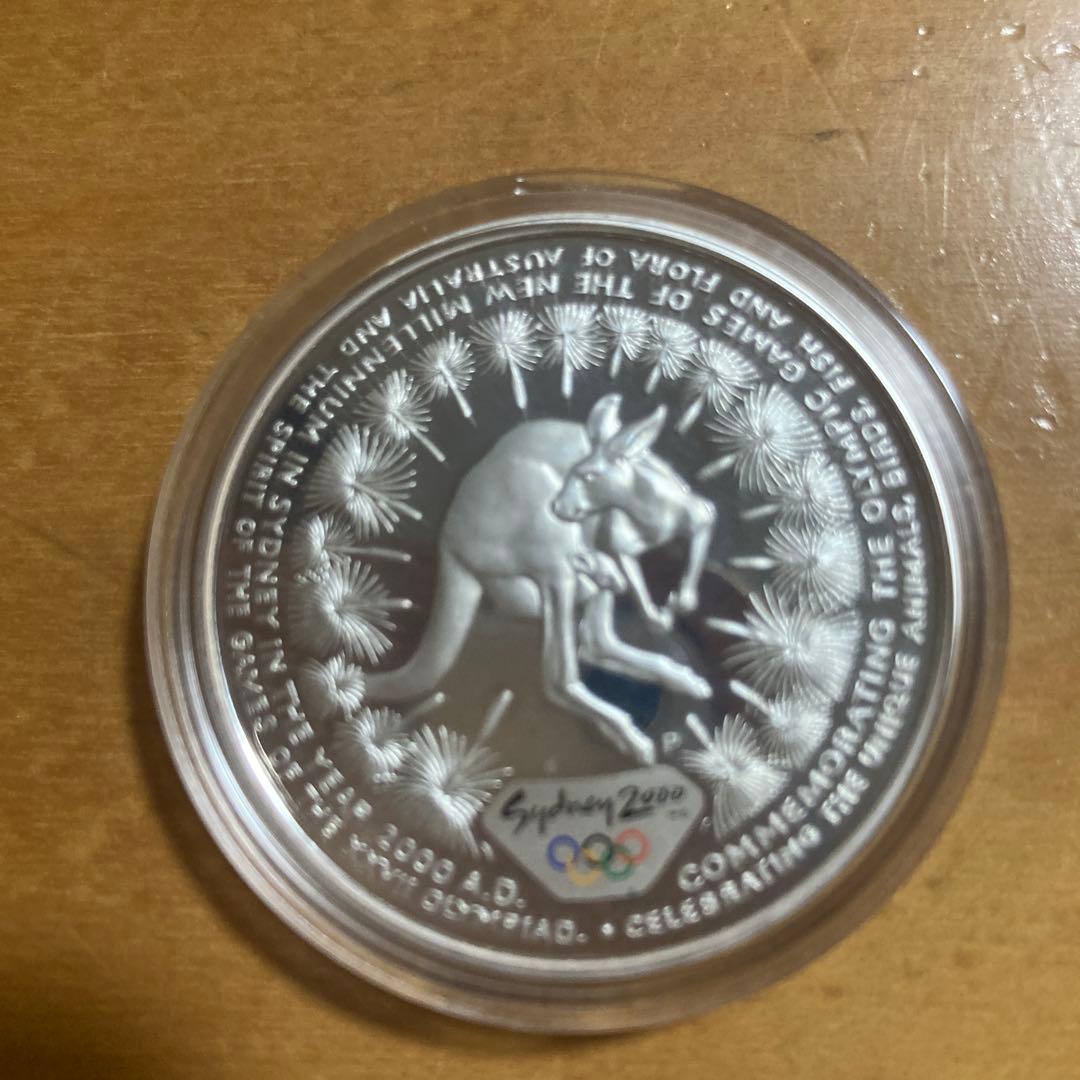 COMMEMORATING THE OLYMPIC GAMES OF THE NEW MILLENNIUM IN SYDNEY IN FALL YEAR 2000 A.D.
• CELEBRATING THE UNIQUE ANIMALS, BIRDS, FISH AND FLORA OF AUSTRALIA AND THE SPIRIT OF THE GAMES OF THE XXVII OLYMPIAD.
P
Sydney 2000